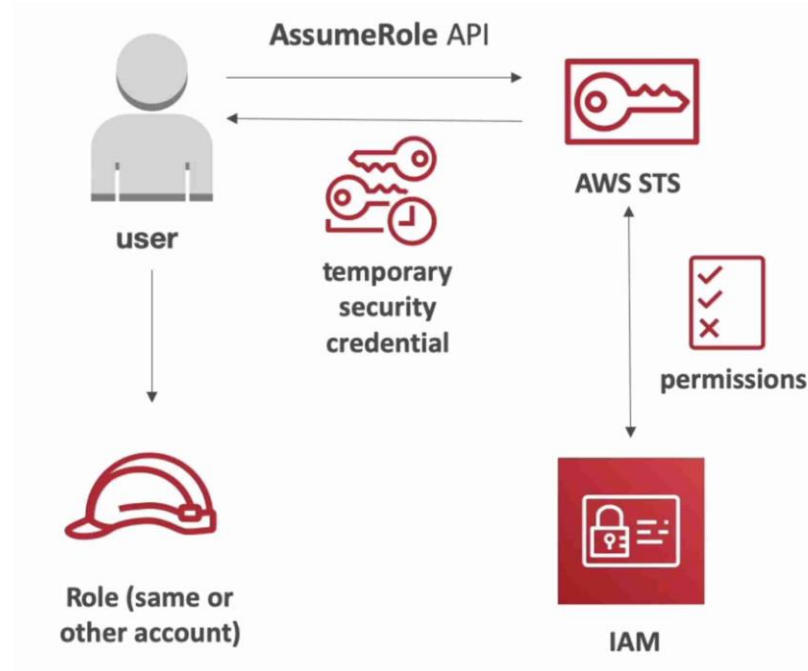 AssumeRole API
AWS STS
user
temporary
security
credential
permissions
Role (same or
other account)
IAM